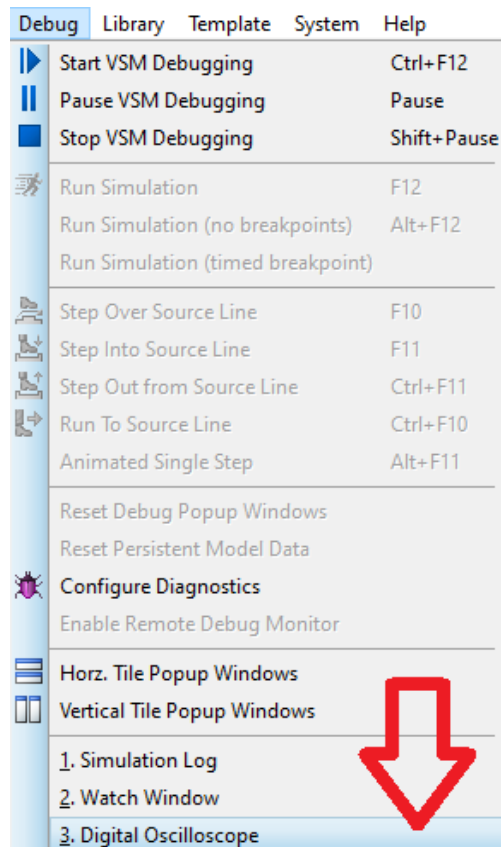 Debug Library Template System Help
Start VSM Debugging Ctrl+F12
Pause VSM Debugging Pause
Stop VSM Debugging Shift+Pause
Run Simulation F12
Run Simulation (no breakpoints) Alt+F12
Run Simulation (timed breakpoint)
Step Over Source Line F10
Step Into Source Line F11
Step Out from Source Line Ctrl+F11
Run To Source Line Ctrl+F10
Animated Single Step Alt+F11
Reset Debug Popup Windows
Reset Persistent Model Data
Configure Diagnostics
Enable Remote Debug Monitor
Horz. Tile Popup Windows
Vertical Tile Popup Windows
1. Simulation Log
2. Watch Window
3. Digital Oscilloscope